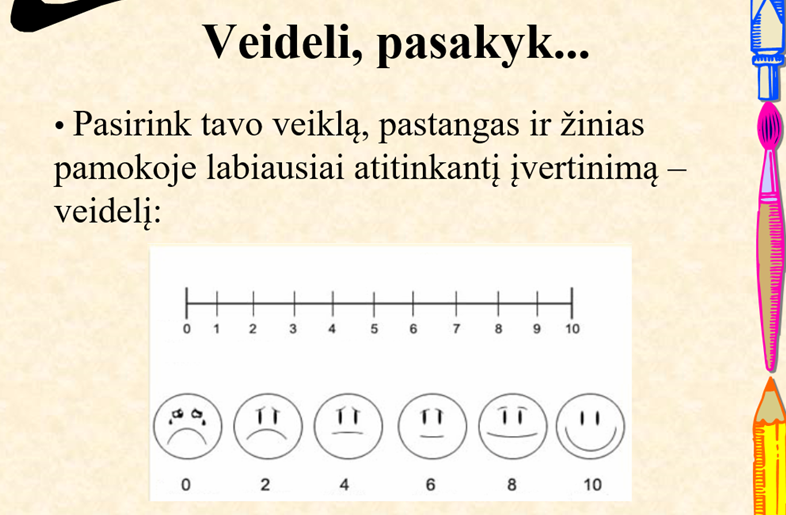 Veideli, pasakyk...
• Pasirink tavo veiklą, pastangas ir žinias
pamokoje labiausiai atitinkantį įvertinimą –
veidelį:
0 1 2 3 4 5 6 7 8 9 10
0 2 4 6 8 10